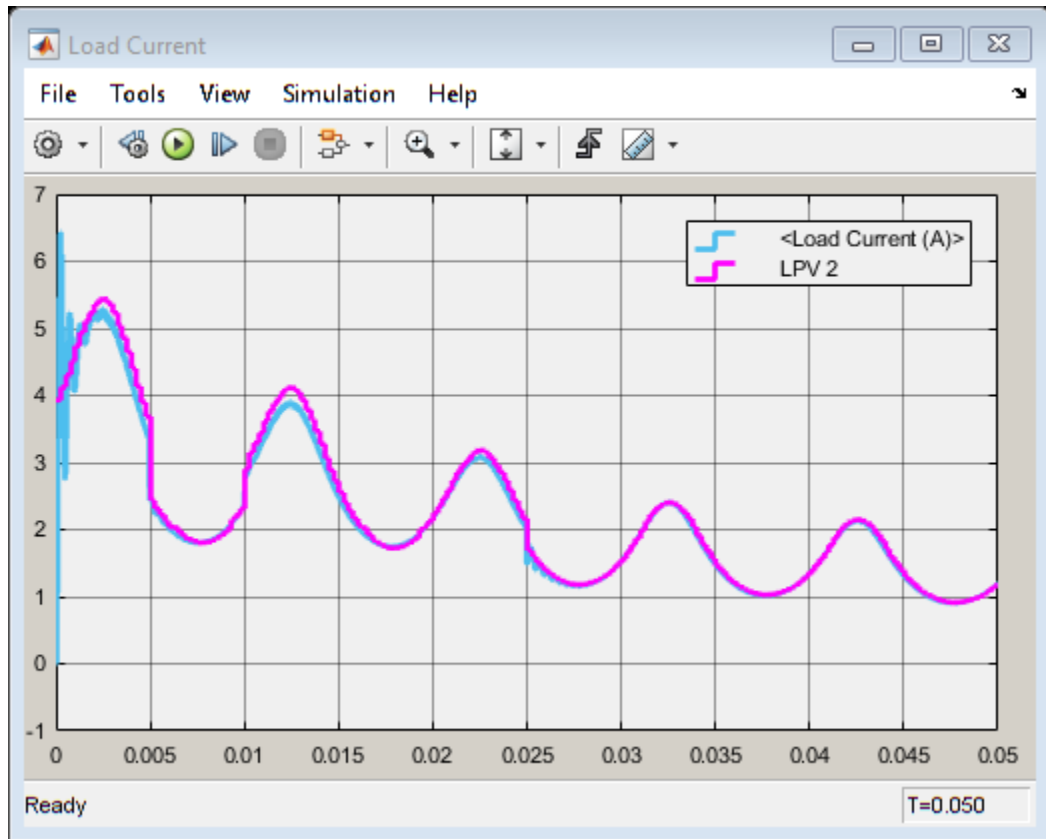 Load Current
File Tools View Simulation Help
7
6
5
4
3
2
1
0
-1
<Load Current (A)>
LPV 2
0 0.005 0.01 0.015 0.02 0.025 0.03 0.035 0.04 0.045 0.05
Ready T=0.050